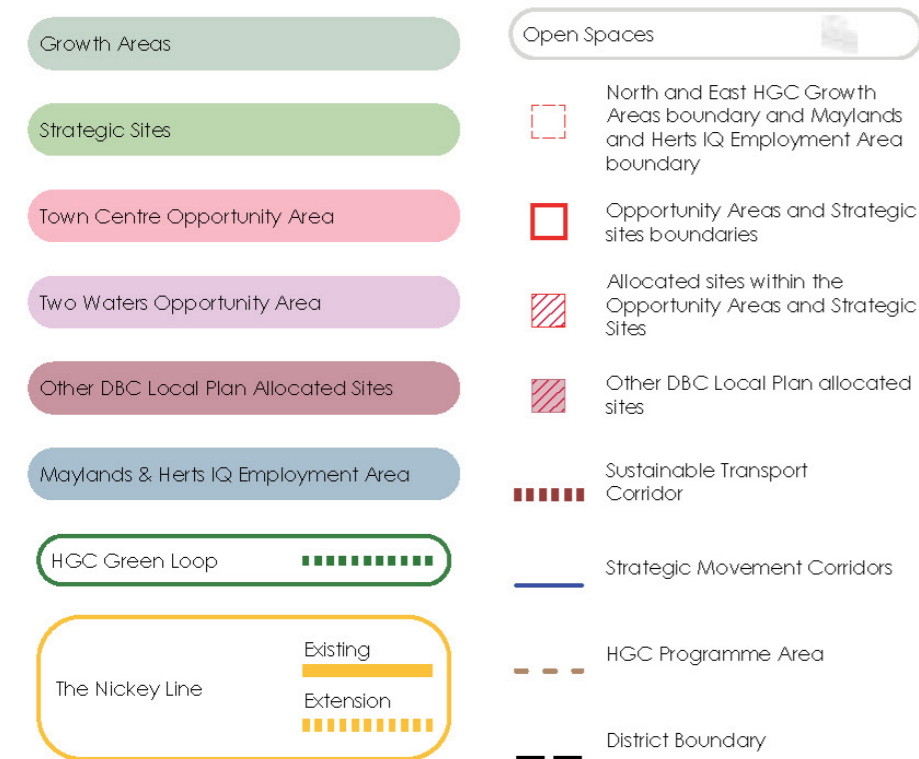 Growth Areas
Strategic Sites
Town Centre Opportunity Area
Two Waters Opportunity Area
Other DBC Local Plan Allocated Sites
Maylands & Herts IQ Employment Area
HGC Green Loop
The Nickey Line
Existing
Extension
Open Spaces
North and East HGC Growth
Areas boundary and Maylands
and Herts IQ Employment Area
boundary
Opportunity Areas and Strategic
sites boundaries
Allocated sites within the
Opportunity Areas and Strategic
Sites
Other DBC Local Plan allocated
sites
Sustainable Transport
Corridor
Strategic Movement Corridors
HGC Programme Area
District Boundary